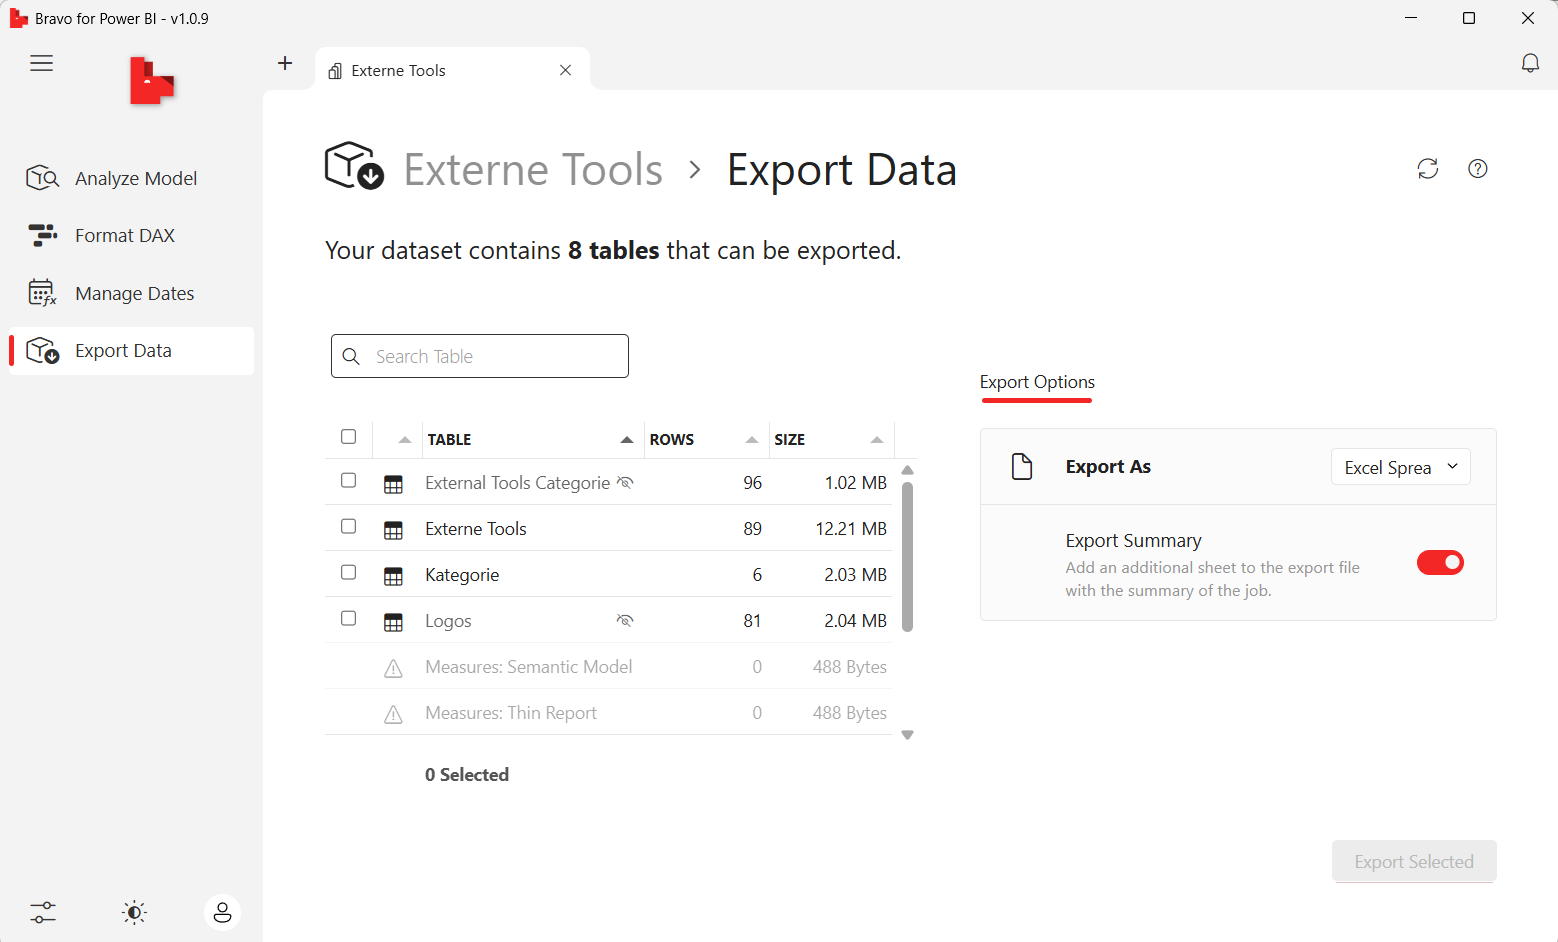 Bravo for Power BI - v1.0.9
Externe Tools
Analyze Model
Format DAX
Manage Dates
Export Data
Externe Tools > Export Data
Your dataset contains 8 tables that can be exported.
Search Table
TABLE ROWS SIZE
External Tools Categorie 96 1.02 MB
Externe Tools 89 12.21 MB
Kategorie 6 2.03 MB
Logos 81 2.04 MB
Measures: Semantic Model 0 488 Bytes
Measures: Thin Report 0 488 Bytes
0 Selected
Export Options
Export As Excel Sprea
Export Summary
Add an additional sheet to the export file
with the summary of the job.
Export Selected